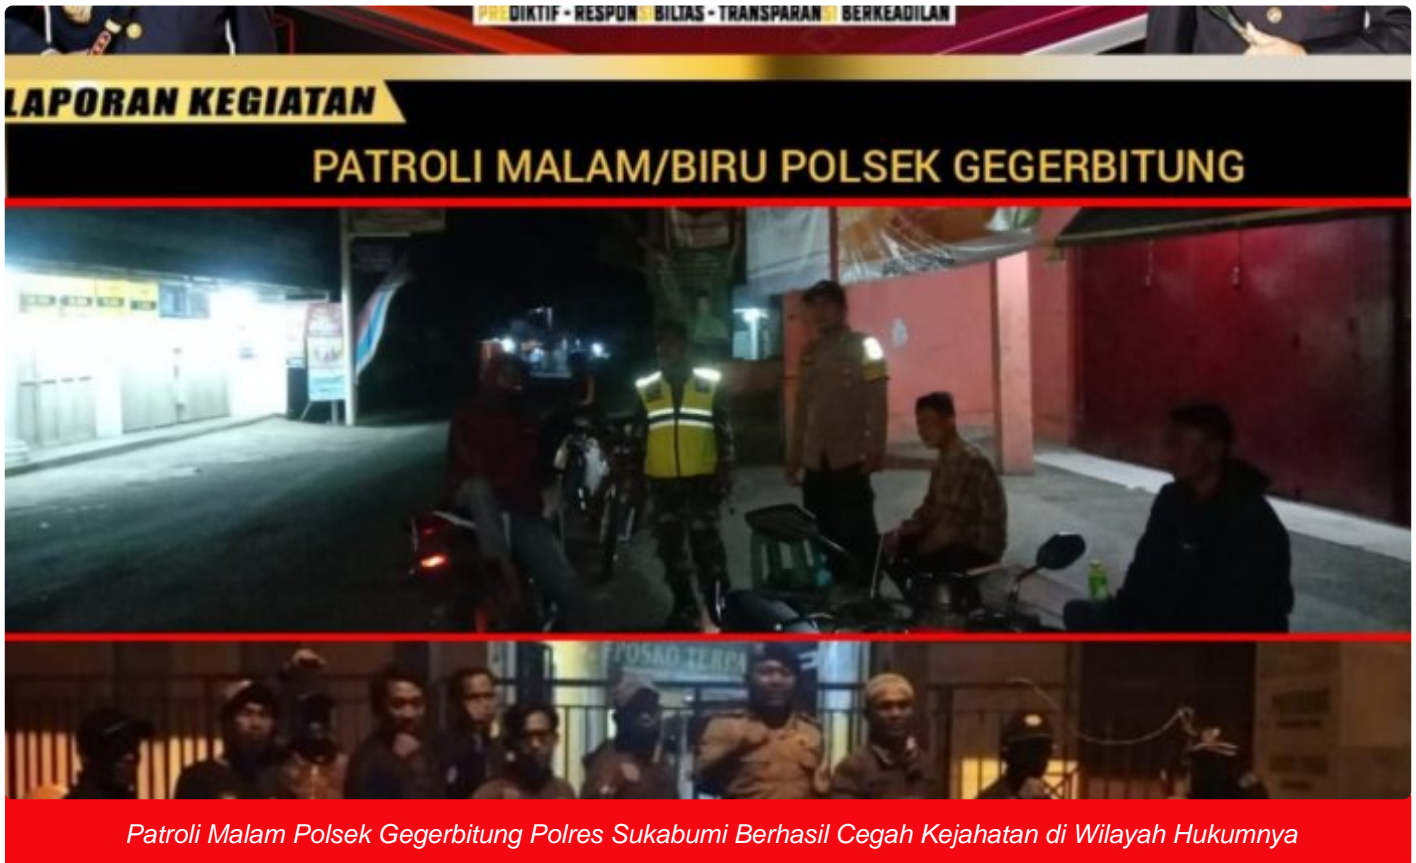 PREDIKTIF - RESPONSIBILTAS - TRANSPARANSI BERKEADILAN
LAPORAN KEGIATAN
PATROLI MALAM/BIRU POLSEK GEGERBITUNG
POSKO TERPA
Patroli Malam Polsek Gegerbitung Polres Sukabumi Berhasil Cegah Kejahatan di Wilayah Hukumnya